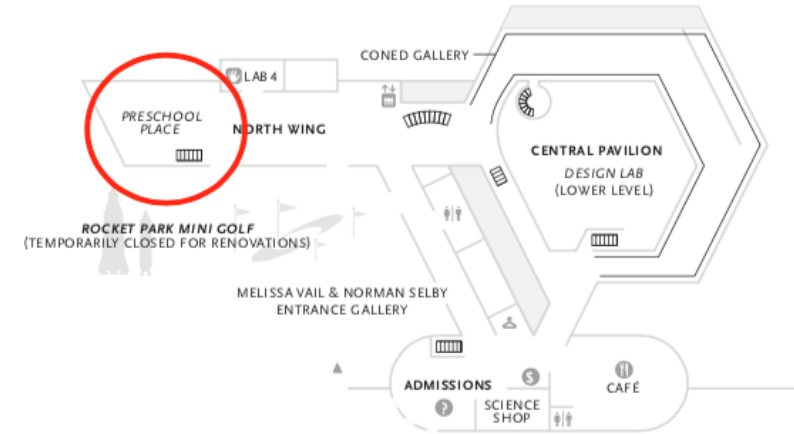 CONED GALLERY
LAB 4
PRESCHOOL
PLACE
NORTH WING
CENTRAL PAVILION
DESIGN LAB
(LOWER LEVEL)
ROCKET PARK MINI GOLF
(TEMPORARILY CLOSED FOR RENOVATIONS)
MELISSA VAIL & NORMAN SELBY
ENTRANCE GALLERY
ADMISSIONS
S
CAFÉ
?
SCIENCE
SHOP